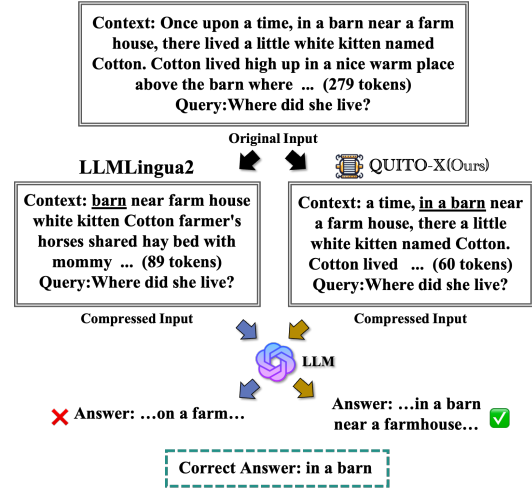 Context: Once upon a time, in a barn near a farm
house, there lived a little white kitten named
Cotton. Cotton lived high up in a nice warm place
above the barn where ... (279 tokens)
Query:Where did she live?
Original Input
LLMLingua2
Context: barn near farm house
white kitten Cotton farmer's
horses shared hay bed with
mommy ... (89 tokens)
Query:Where did she live?
Compressed Input
QUITO-X(Ours)
Context: a time, in a barn near
a farm house, there a little
white kitten named Cotton.
Cotton lived ... (60 tokens)
Query:Where did she live?
Compressed Input
LLM
Answer: ...on a farm...
Answer: ...in a barn
near a farmhouse...
Correct Answer: in a barn